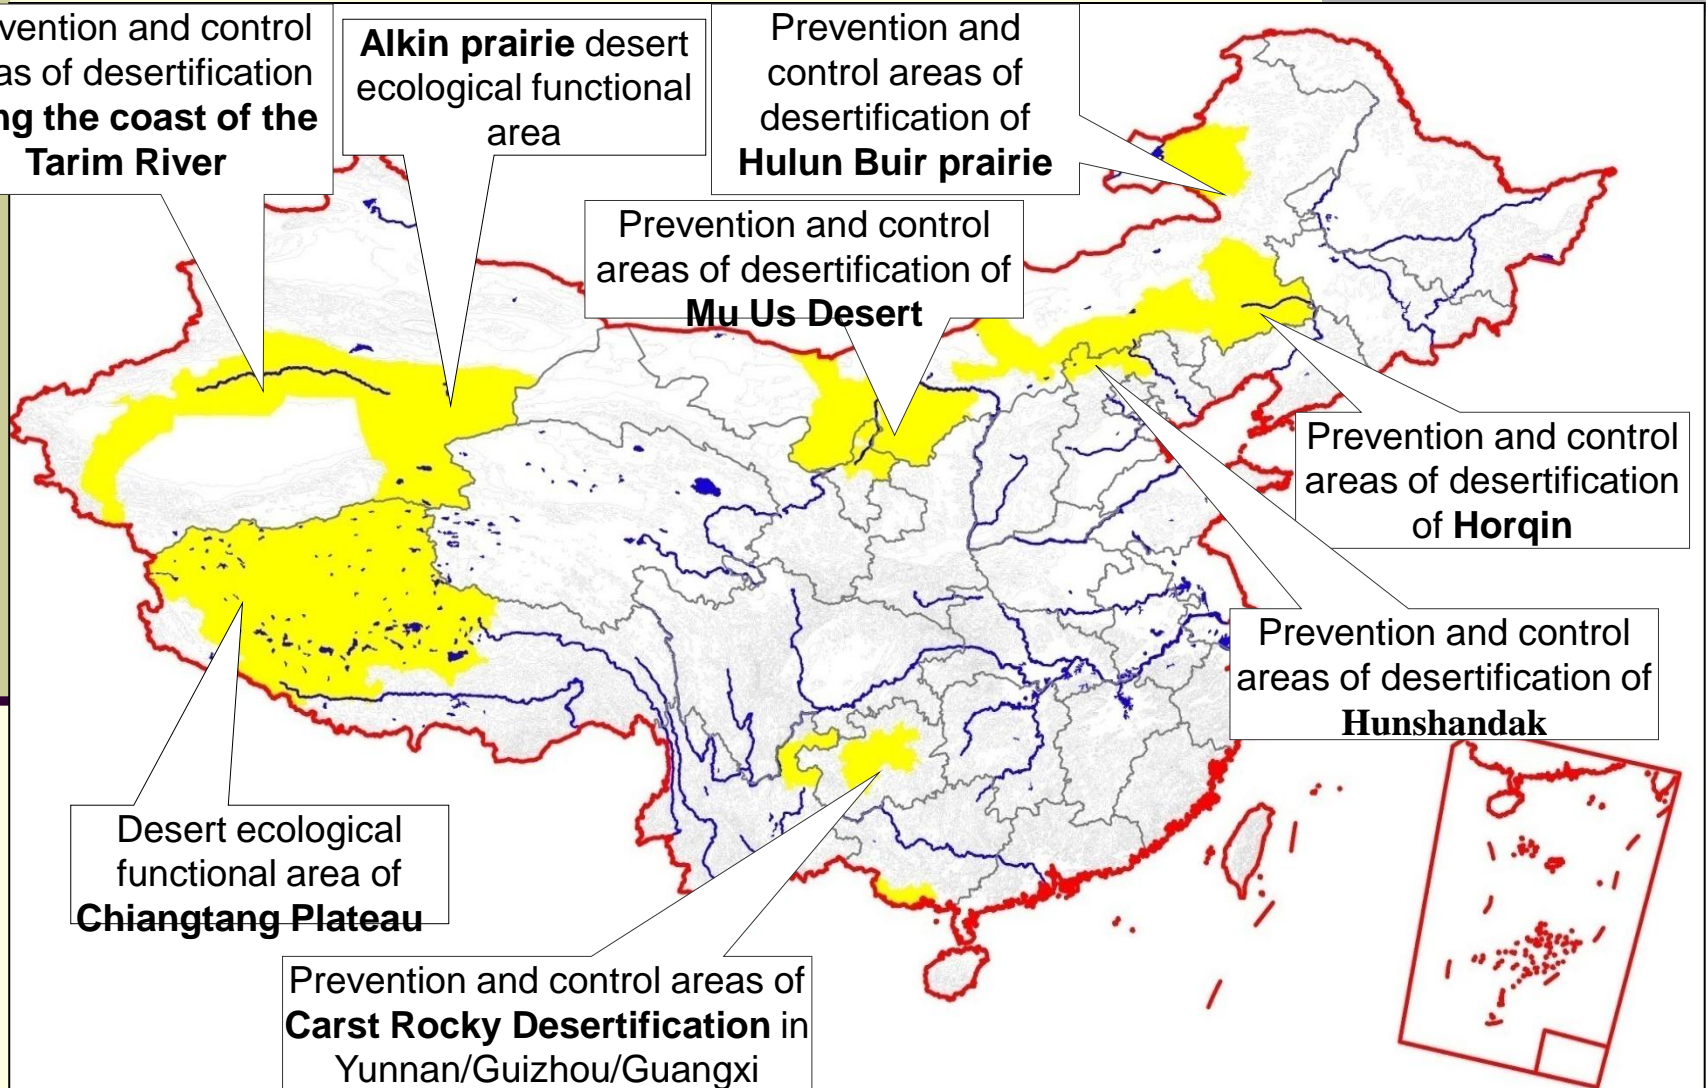 vention and control
as of desertification
ng the coast of the
Tarim River
Alkin prairie desert
ecological functional
area
Prevention and
control areas of
desertification of
Hulun Buir prairie
Prevention and control
areas of desertification of
Mu Us Desert
Prevention and control
areas of desertification
of Horqin
Prevention and control
areas of desertification of
Hunshandak
Desert ecological
functional area of
Chiangtang Plateau
Prevention and control areas of
Carst Rocky Desertification in
Yunnan/Guizhou/Guangxi